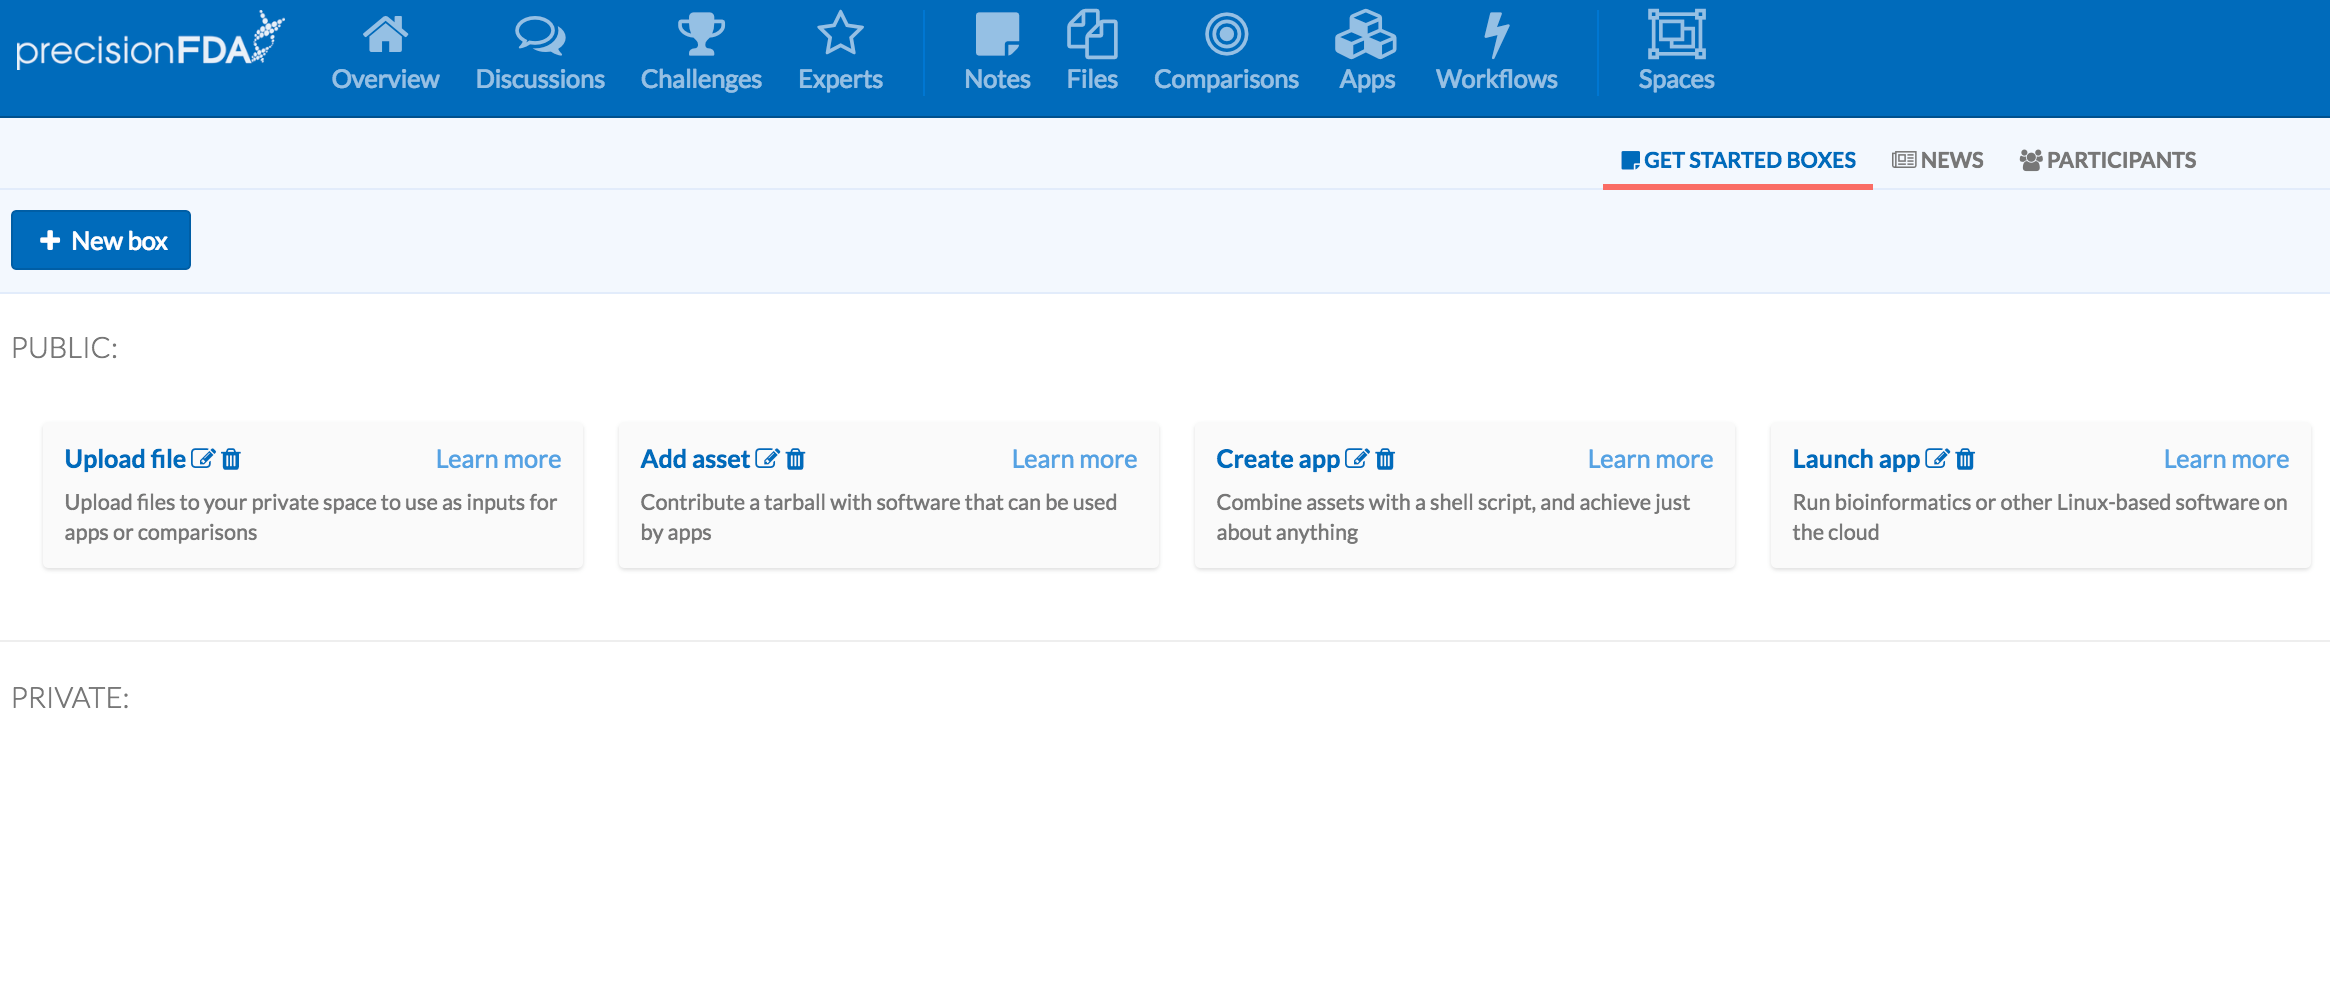 precisionFDA
Overview Discussions Challenges Experts Notes Files Comparisons Apps Workflows Spaces
GET STARTED BOXES NEWS PARTICIPANTS
New box
PUBLIC:
Upload file Learn more
Upload files to your private space to use as inputs for
apps or comparisons
Add asset Learn more
Contribute a tarball with software that can be used
by apps
Create app Learn more
Combine assets with a shell script, and achieve just
about anything
Launch app Learn more
Run bioinformatics or other Linux-based software on
the cloud
PRIVATE: